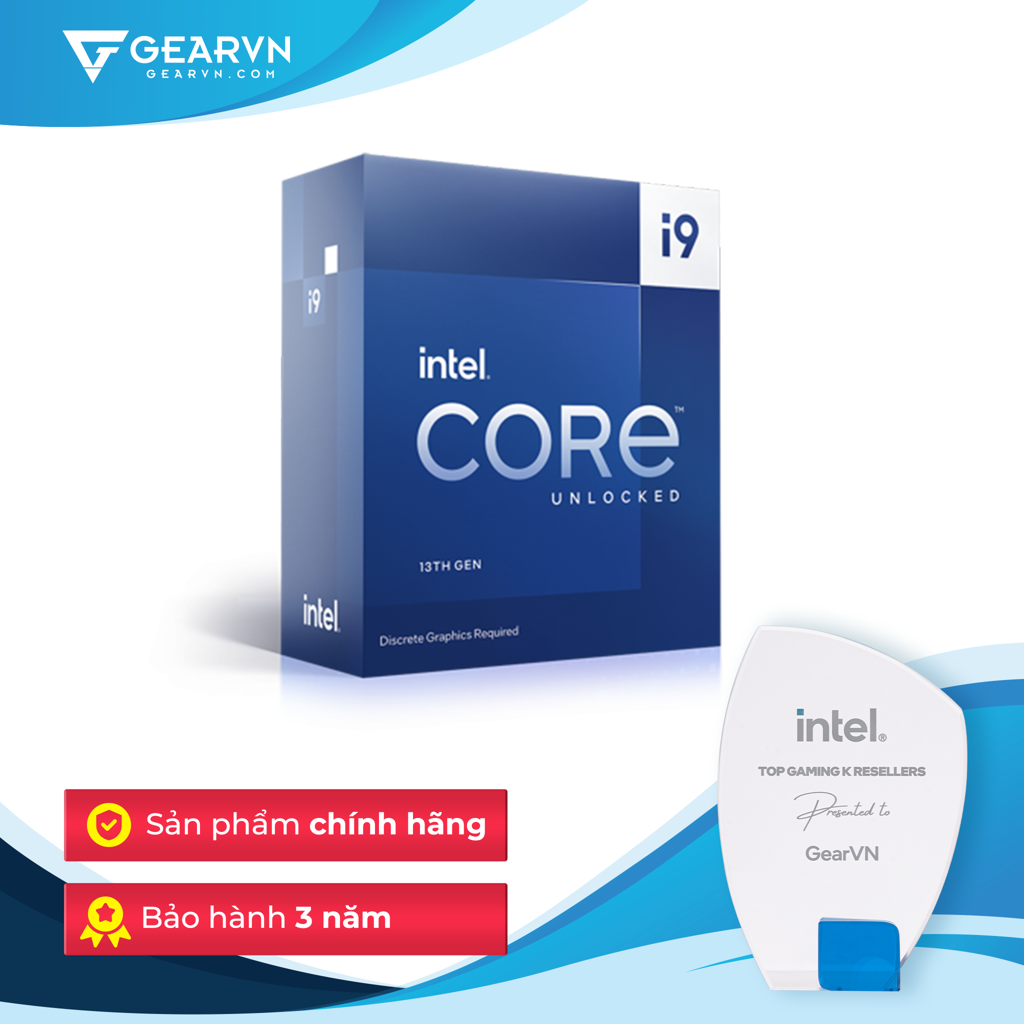 GEARVN
GEARVN.COM
i9
i9
intel.
CORE™
UNLOCKED
13TH GEN
intel.
Discrete Graphics Required
intel®
TOP GAMING K RESELLERS
Presented to
GearVN
Sản phẩm chính hãng
Bảo hành 3 năm